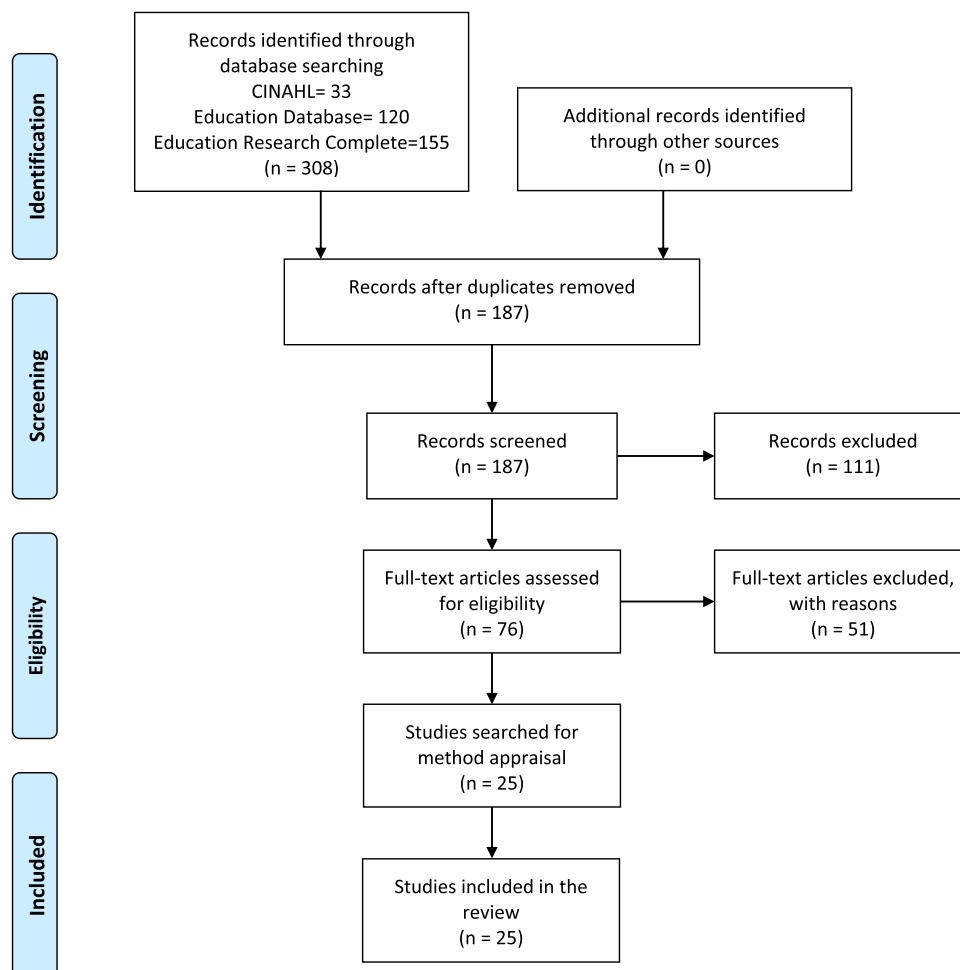 Identification
Records identified through
database searching
CINAHL= 33
Education Database= 120
Education Research Complete=155
(n = 308)
Additional records identified
through other sources
(n = 0)
Records after duplicates removed
(n = 187)
Screening
Records screened
(n = 187)
Records excluded
(n = 111)
Eligibility
Full-text articles assessed
for eligibility
(n = 76)
Full-text articles excluded,
with reasons
(n = 51)
Studies searched for
method appraisal
(n = 25)
Included
Studies included in the
review
(n = 25)